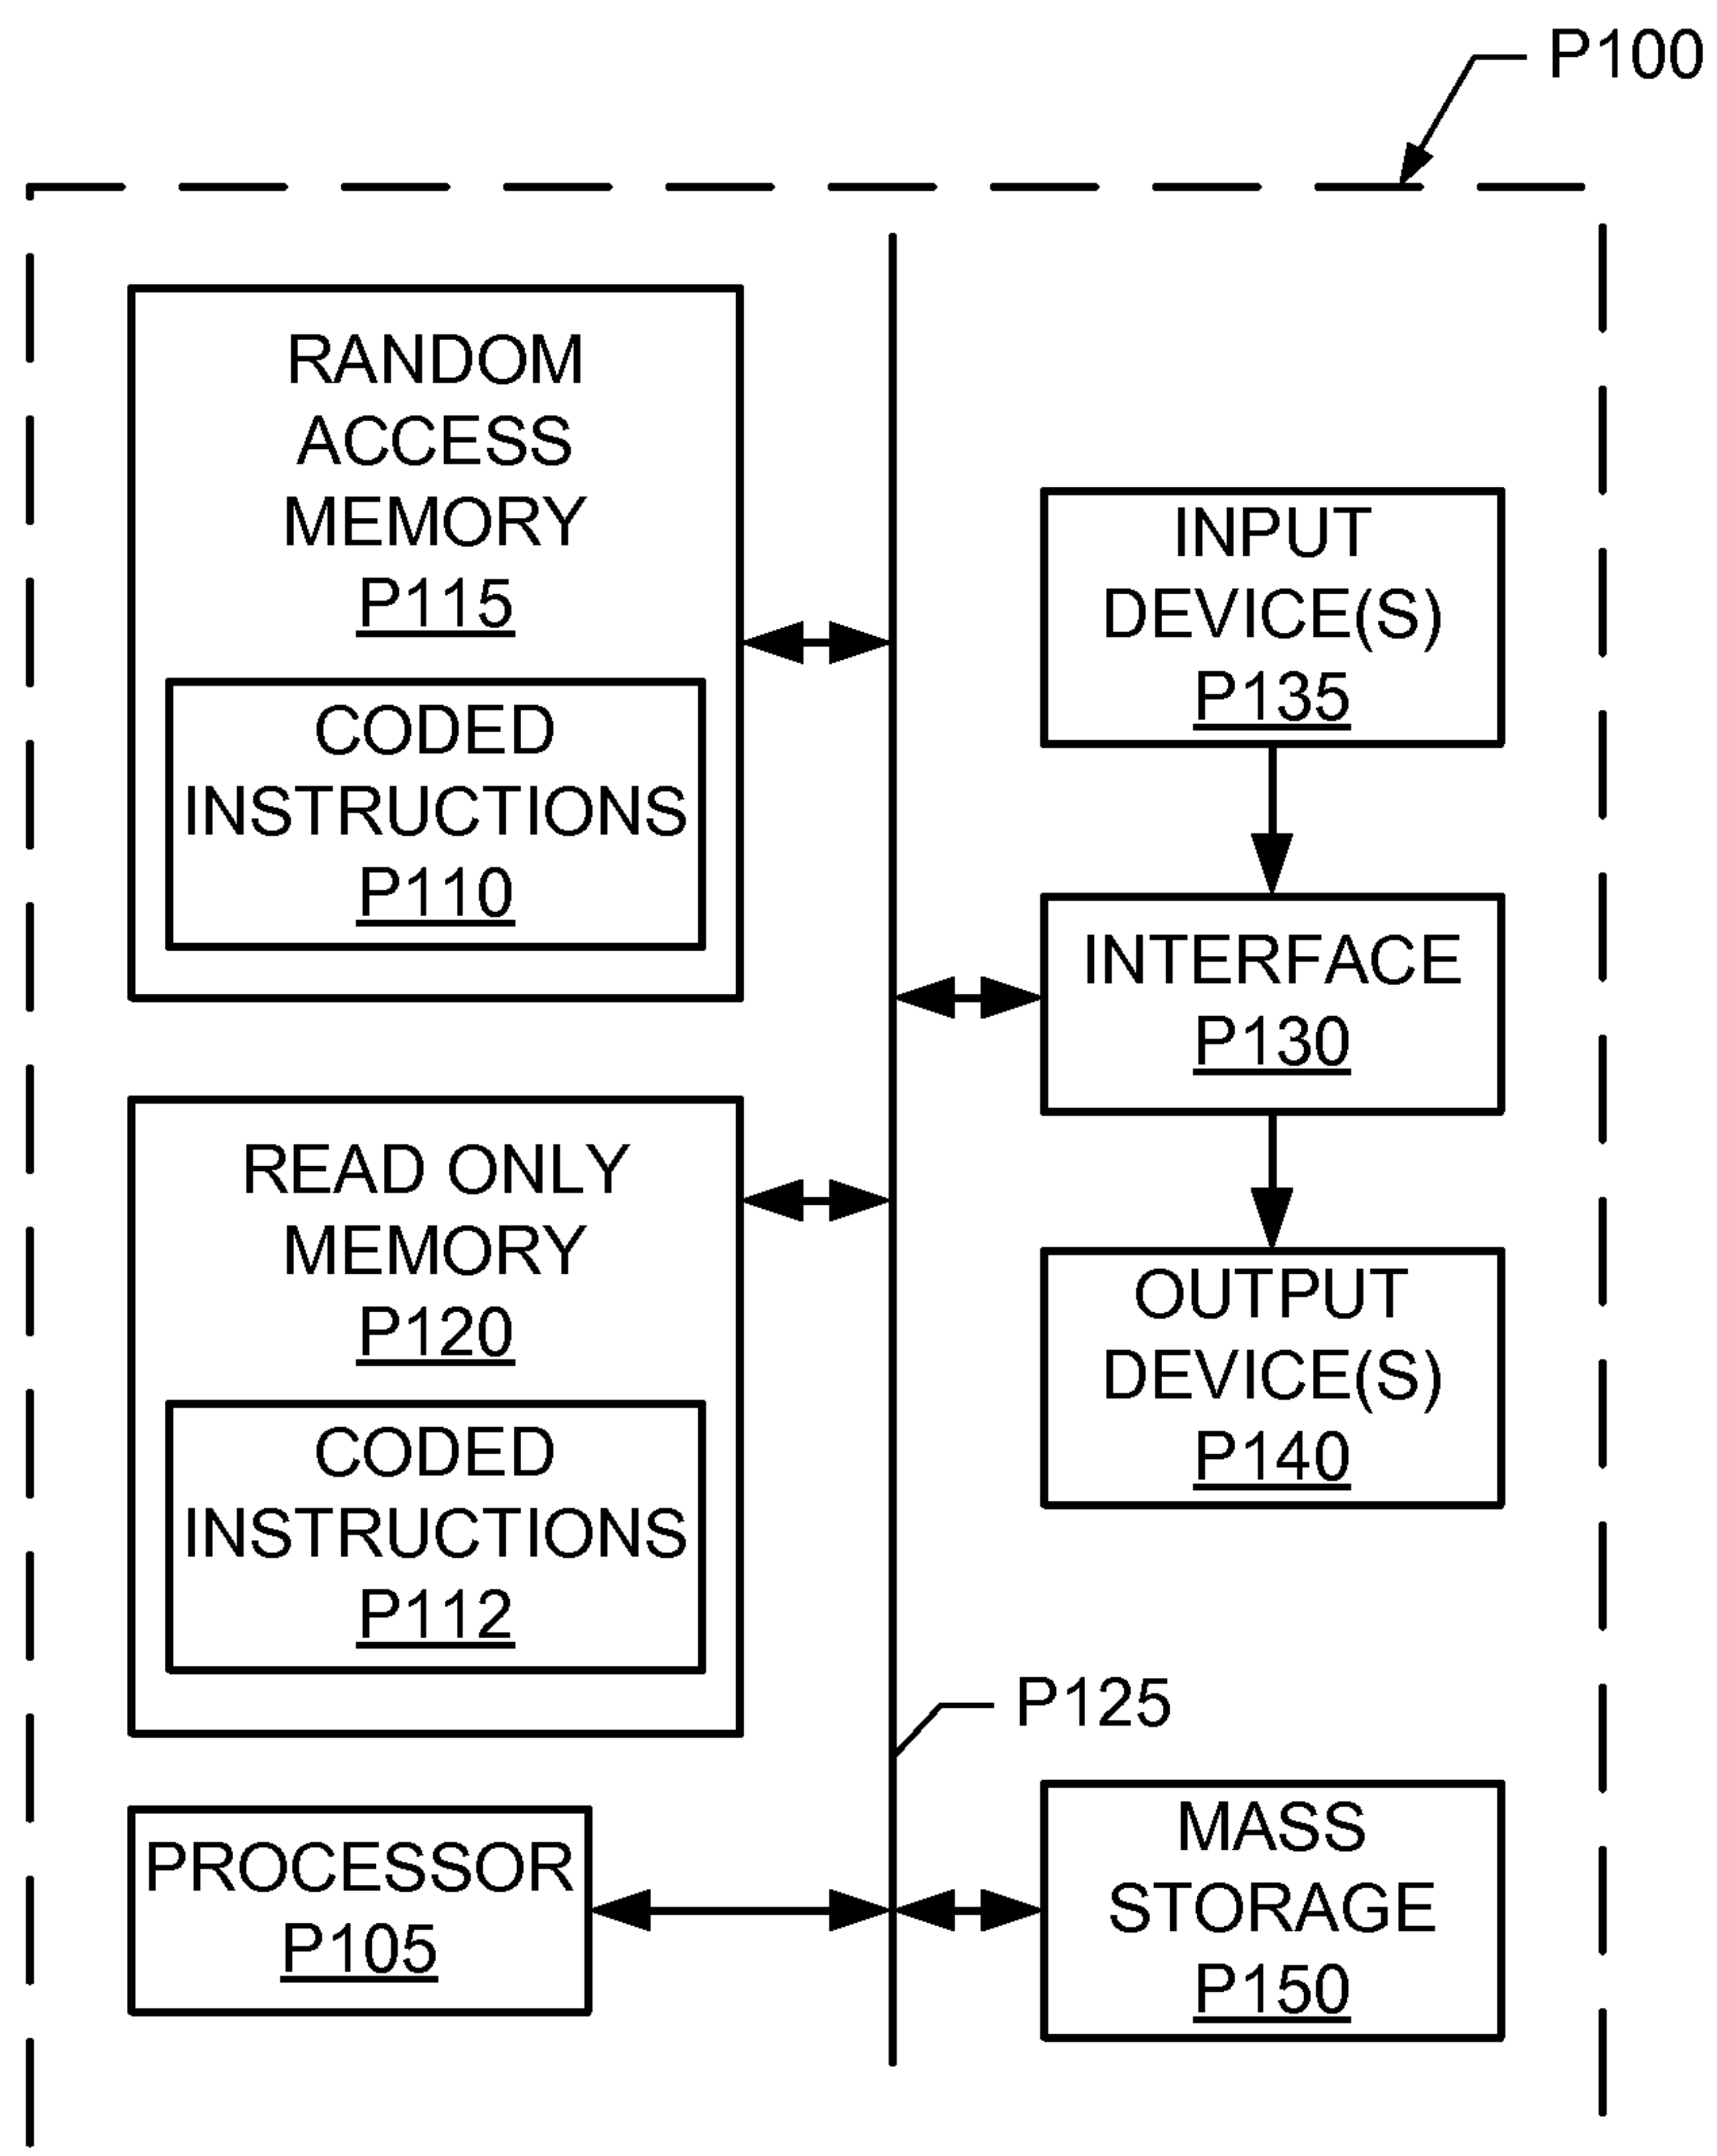 P100
RANDOM
ACCESS
MEMORY
P115
CODED
INSTRUCTIONS
P110
READ ONLY
MEMORY
P120
CODED
INSTRUCTIONS
P112
PROCESSOR
P105
INPUT
DEVICE(S)
P135
INTERFACE
P130
OUTPUT
DEVICE(S)
P140
P125
MASS
STORAGE
P150